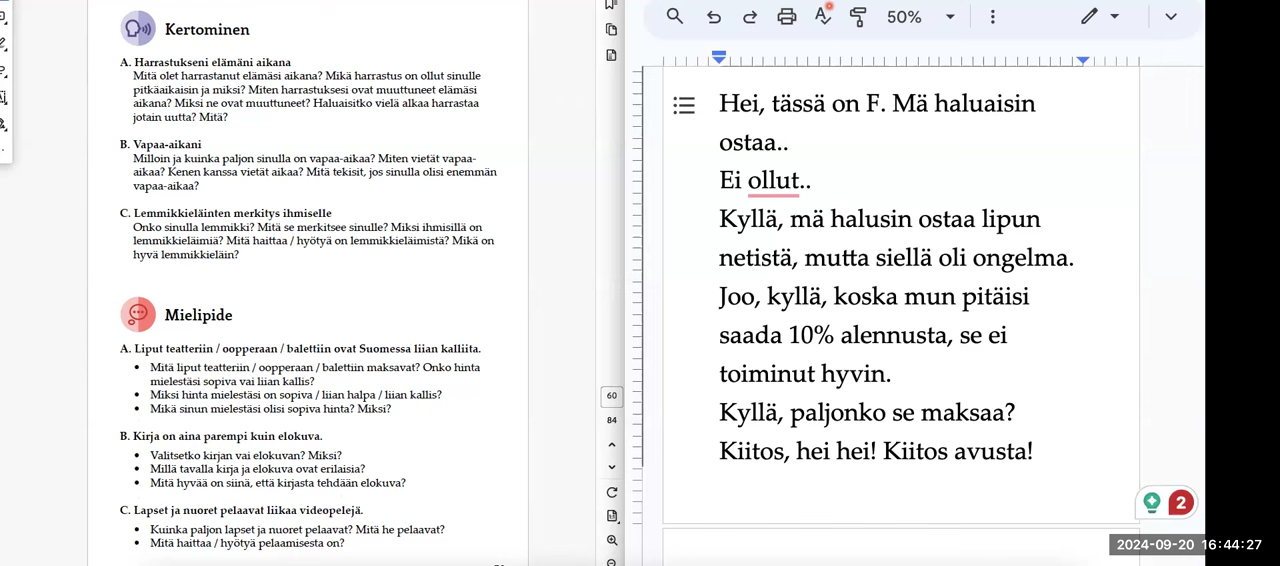 Kertominen
A. Harrastukseni elämäni aikana
Mitä olet harrastanut elämäsi aikana? Mikä harrastus on ollut sinulle
pitkäaikaisin ja miksi? Miten harrastuksesi ovat muuttuneet elämäsi
aikana? Miksi ne ovat muuttuneet? Haluaisitko vielä alkaa harrastaa
jotain uutta? Mitä?
B. Vapaa-aikani
Milloin ja kuinka paljon sinulla on vapaa-aikaa? Miten vietät vapaa-
aikaa? Kenen kanssa vietät aikaa? Mitä tekisit, jos sinulla olisi enemmän
vapaa-aikaa?
C. Lemmikkieläinten merkitys ihmiselle
Onko sinulla lemmikki? Mitä se merkitsee sinulle? Miksi ihmisillä on
lemmikkieläimiä? Mitä haittaa / hyötyä on lemmikkieläimistä? Mikä on
hyvä lemmikkieläin?
Mielipide
A. Liput teatteriin / oopperaan / balettiin ovat Suomessa liian kalliita.
• Mitä liput teatteriin / oopperaan / balettiin maksavat? Onko hinta
mielestäsi sopiva vai liian kallis?
• Miksi hinta mielestäsi on sopiva / liian halpa / liian kallis?
• Mikä sinun mielestäsi olisi sopiva hinta? Miksi?
B. Kirja on aina parempi kuin elokuva.
• Valitsetko kirjan vai elokuvan? Miksi?
• Millä tavalla kirja ja elokuva ovat erilaisia?
• Mitä hyvää on siinä, että kirjasta tehdään elokuva?
C. Lapset ja nuoret pelaavat liikaa videopelejä.
• Kuinka paljon lapset ja nuoret pelaavat? Mitä he pelaavat?
• Mitä haittaa / hyötyä pelaamisesta on?
60
84
50%
Hei, tässä on F. Mä haluaisin
ostaa..
Ei ollut..
Kyllä, mä halusin ostaa lipun
netistä, mutta siellä oli ongelma.
Joo, kyllä, koska mun pitäisi
saada 10% alennusta, se ei
toiminut hyvin.
Kyllä, paljonko se maksaa?
Kiitos, hei hei! Kiitos avusta!
2
2024-09-20 16:44:27